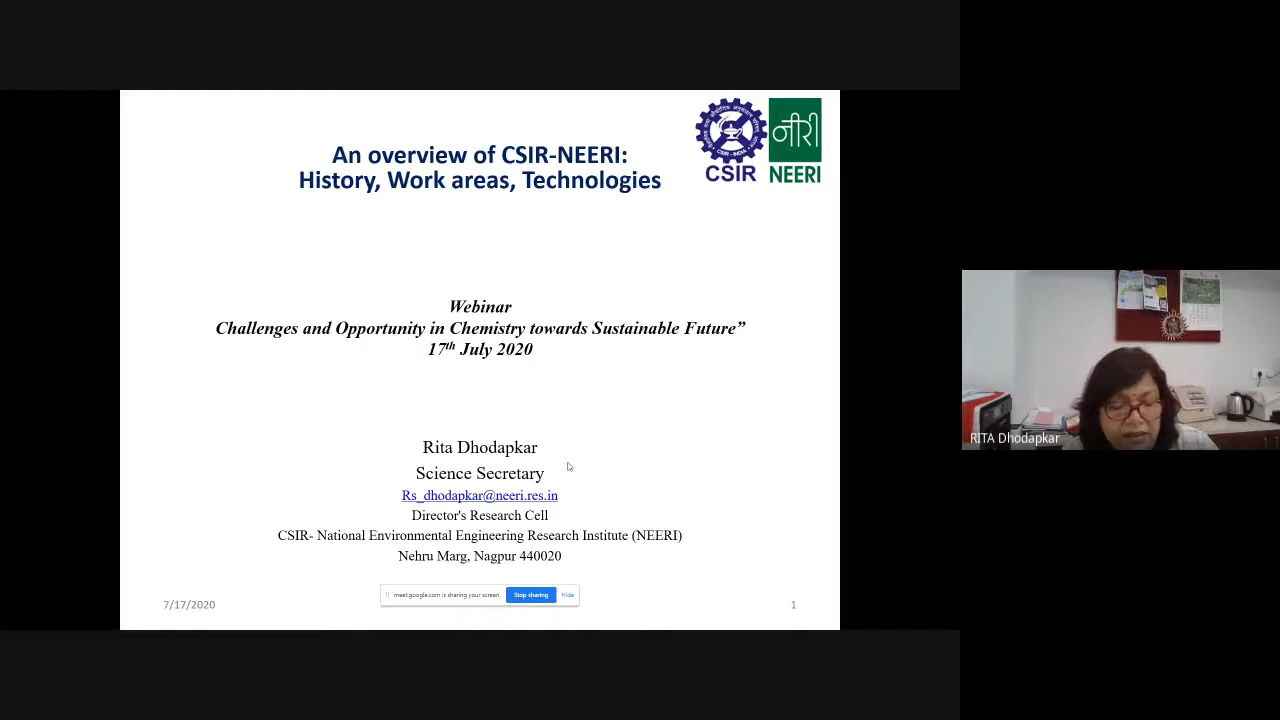 An overview of CSIR-NEERI:
History, Work areas, Technologies
CSIR
नीरी
NEERI
Webinar
Challenges and Opportunity in Chemistry towards Sustainable Future”
17th July 2020
Rita Dhodapkar
Science Secretary
Rs_dhodapkar@neeri.res.in
Director's Research Cell
CSIR- National Environmental Engineering Research Institute (NEERI)
Nehru Marg, Nagpur 440020
meet.google.com is sharing your screen. Stop sharing Hide
7/17/2020
1
RITA Dhodapkar